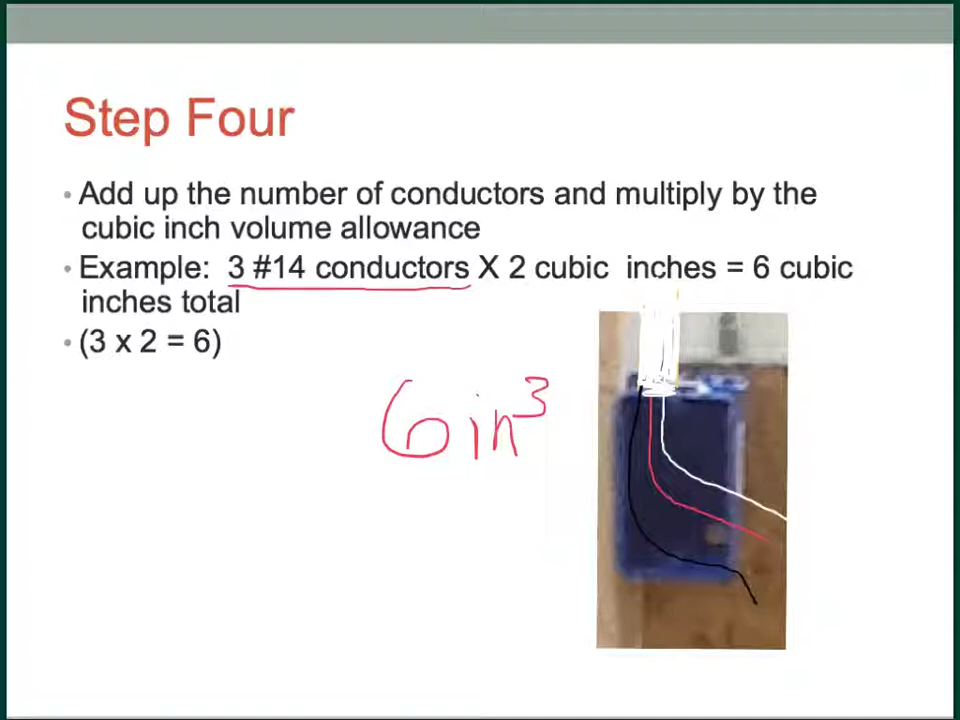 Step Four
• Add up the number of conductors and multiply by the
cubic inch volume allowance
• Example: 3 #14 conductors X 2 cubic inches = 6 cubic
inches total
• (3 x 2 = 6)
6 in³